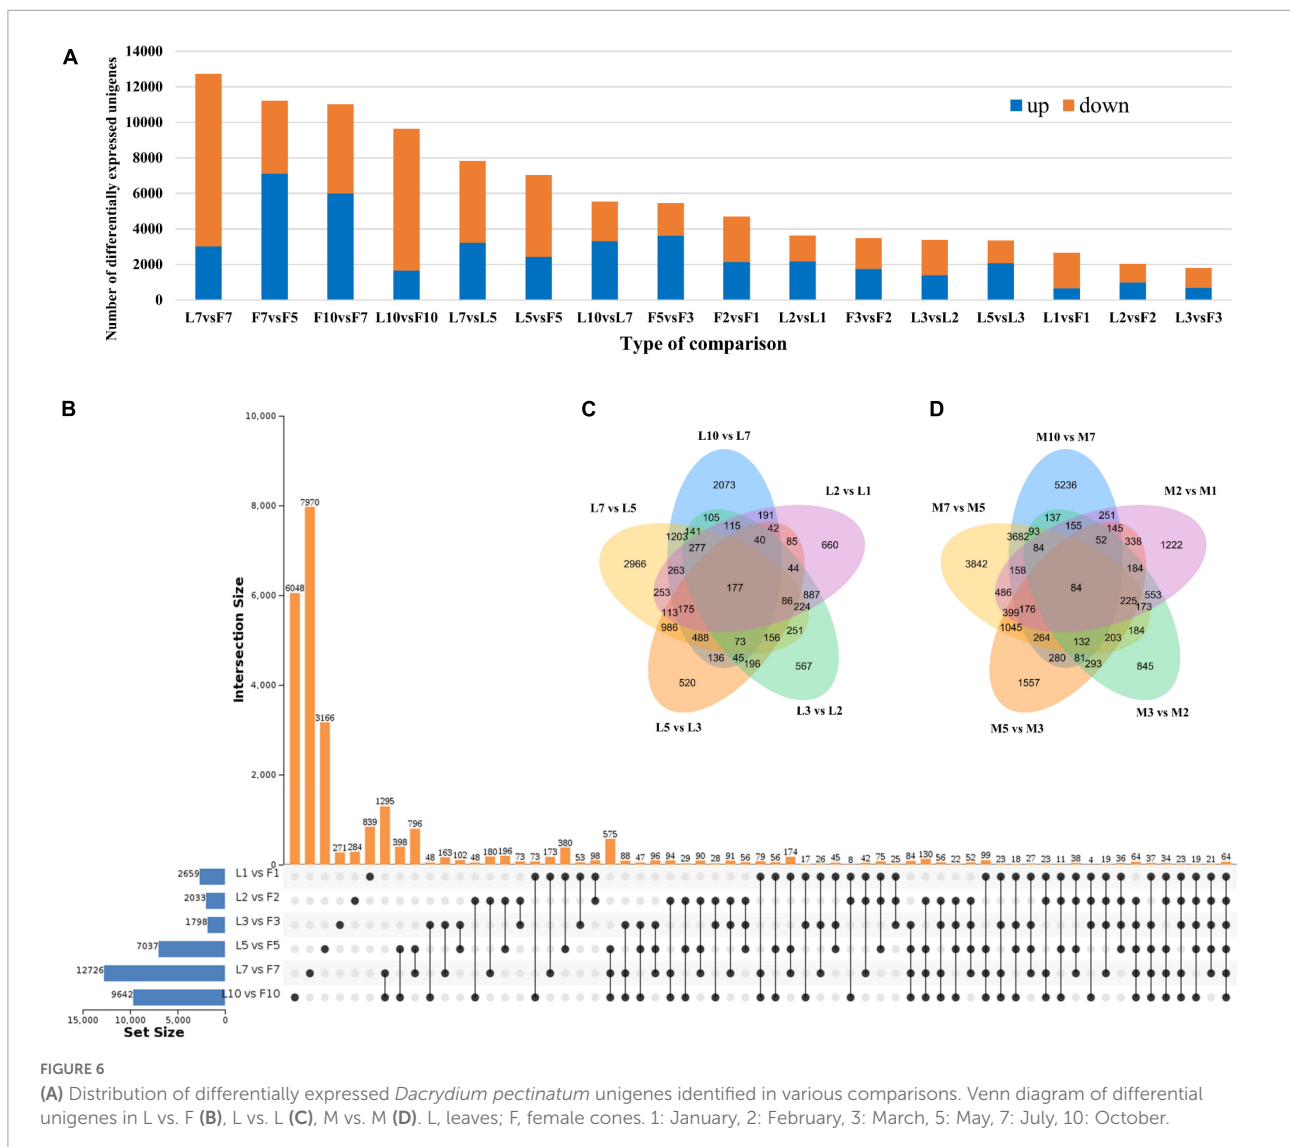 A
Number of differentially expressed unigenes
14000
12000
10000
8000
6000
4000
2000
0
up down
L7vsF7 F7vsF5 F10vsF7 L10vsF10 L7vsL5 L5vsF5 L10vsL7 F5vsF3 F2vsF1 L2vsL1 F3vsF2 L3vsL2 L5vsL3 L1vsF1 L2vsF2 L3vsF3
Type of comparison
B
10,000
8,000
6,000
4,000
2,000
0
Intersection Size
6048 7970 3166 271 284 839 1295 398 796 48 163 102 48 180 196 73 73 173 380 53 98 575 88 47 96 94 29 90 28 91 56 79 56 174 17 26 45 8 42 75 25 84 130 56 22 52 99 23 18 27 23 11 38 4 19 36 64 37 34 23 19 21 64
2659 L1 vs F1
2033 L2 vs F2
1798 L3 vs F3
7037 L5 vs F5
12726 L7 vs F7
9642 L10 vs F10
15,000 10,000 5,000 0
Set Size
C
L10 vs L7
L2 vs L1
L7 vs L5
L5 vs L3
L3 vs L2
2073
105 191
115 42
141
1203
277 40 85 660
2966
263 44
253 177 86 887
224
113 175
986
488 73 156 251
136 45 196 567
520
D
M10 vs M7
M2 vs M1
M7 vs M5
M5 vs M3
M3 vs M2
5236
137 251
155 145
93
3682
84 52 338 1222
3842
158 184
486 84 225 553
173
399 176
1045
264 132 203 184
280 81 293 845
1557
FIGURE 6
(A) Distribution of differentially expressed Dacrydium pectinatum unigenes identified in various comparisons. Venn diagram of differential
unigenes in L vs. F (B), L vs. L (C), M vs. M (D). L, leaves; F, female cones. 1: January, 2: February, 3: March, 5: May, 7: July, 10: October.